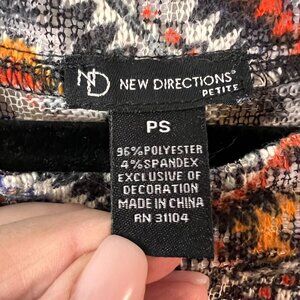 ND NEW DIRECTIONS®
PETITE
PS
96%POLYESTER
4%SPANDEX
EXCLUSIVE OF
DECORATION
MADE IN CHINA
RN 31104